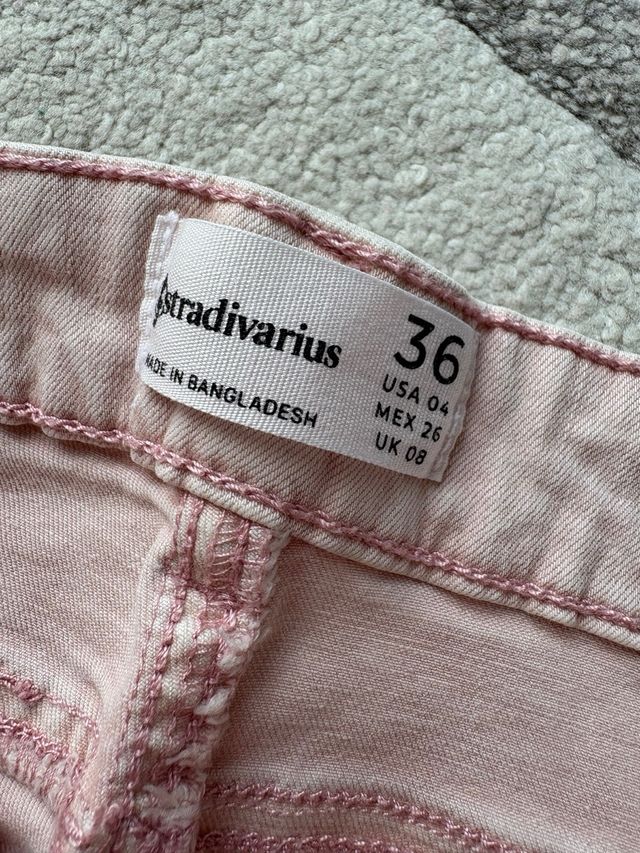 stradivarius
MADE IN BANGLADESH
36
USA 04
MEX 26
UK 08